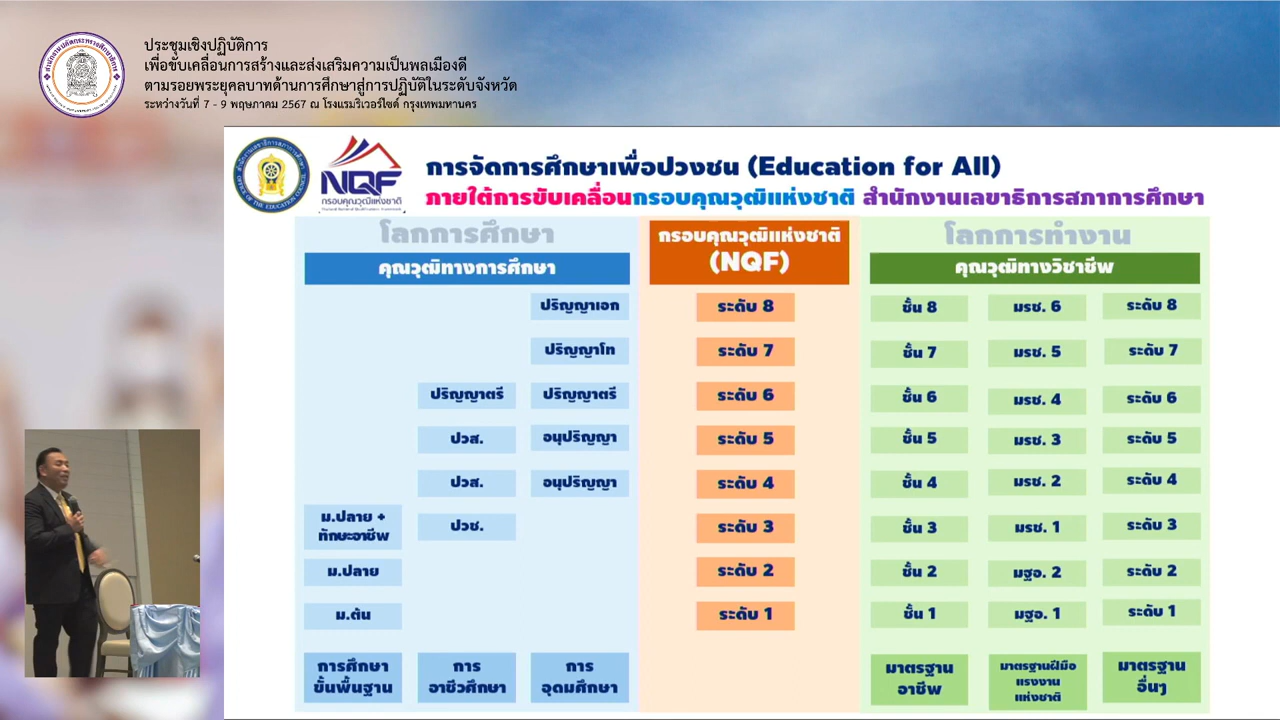 ประชุมเชิงปฏิบัติการ
เพื่อขับเคลื่อนการสร้างและส่งเสริมความเป็นพลเมืองดี
ตามรอยพระยุคลบาทด้านการศึกษาสู่การปฏิบัติในระดับจังหวัด
ระหว่างวันที่ 7 - 9 พฤษภาคม 2567 ณ โรงแรมริเวอร์ไซด์ กรุงเทพมหานคร
NQF
กรอบคุณวุฒิแห่งชาติ
การจัดการศึกษาเพื่อปวงชน (Education for All)
ภายใต้การขับเคลื่อนกรอบคุณวุฒิแห่งชาติ สำนักงานเลขาธิการสภาการศึกษา
โลกการศึกษา
คุณวุฒิทางการศึกษา
กรอบคุณวุฒิแห่งชาติ
(NQF)
โลกการทำงาน
คุณวุฒิทางวิชาชีพ
ปริญญาเอก ระดับ 8 ชั้น 8 มรช. 6 ระดับ 8
ปริญญาโท ระดับ 7 ชั้น 7 มรช. 5 ระดับ 7
ปริญญาตรี ปริญญาตรี ระดับ 6 ชั้น 6 มรช. 4 ระดับ 6
ปวส. อนุปริญญา ระดับ 5 ชั้น 5 มรช. 3 ระดับ 5
ปวส. อนุปริญญา ระดับ 4 ชั้น 4 มรช. 2 ระดับ 4
ม.ปลาย +
ทักษะอาชีพ
ปวช. ระดับ 3 ชั้น 3 มรช. 1 ระดับ 3
ม.ปลาย ระดับ 2 ชั้น 2 มฐอ. 2 ระดับ 2
ม.ต้น ระดับ 1 ชั้น 1 มฐอ. 1 ระดับ 1
การศึกษา
ขั้นพื้นฐาน
การ
อาชีวศึกษา
การ
อุดมศึกษา
มาตรฐาน
อาชีพ
มาตรฐานฝีมือ
แรงงาน
แห่งชาติ
มาตรฐาน
อื่นๆ